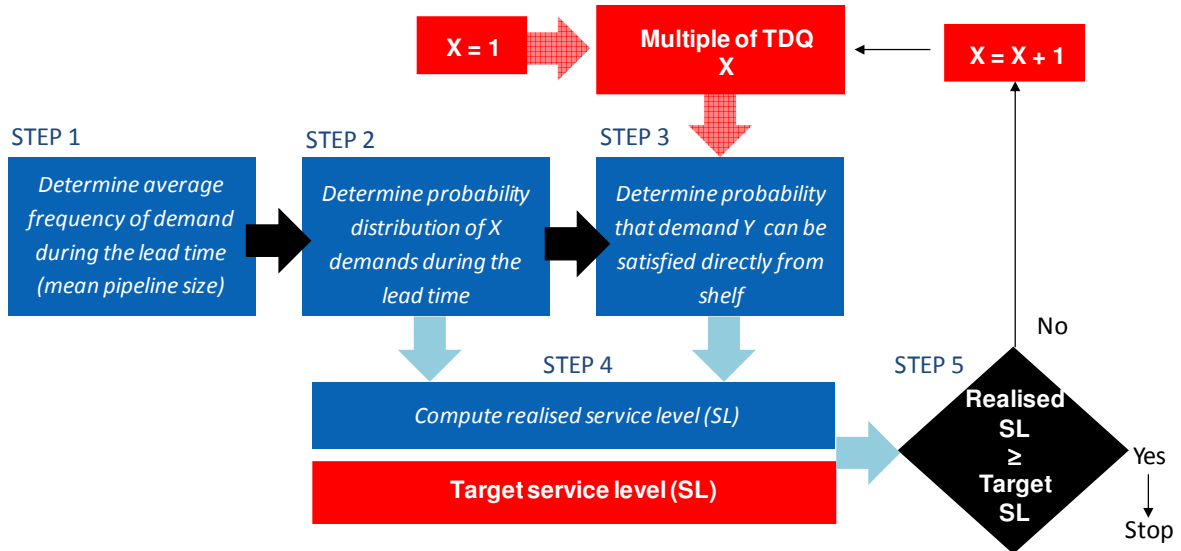 X = 1
Multiple of TDQ
X
X = X + 1
STEP 1
STEP 2
STEP 3
Determine average
frequency of demand
during the lead time
(mean pipeline size)
Determine probability
distribution of X
demands during the
lead time
Determine probability
that demand Y can be
satisfied directly from
shelf
No
STEP 4
STEP 5
Compute realised service level (SL)
Target service level (SL)
Realised
SL
≥
Target
SL
Yes
Stop